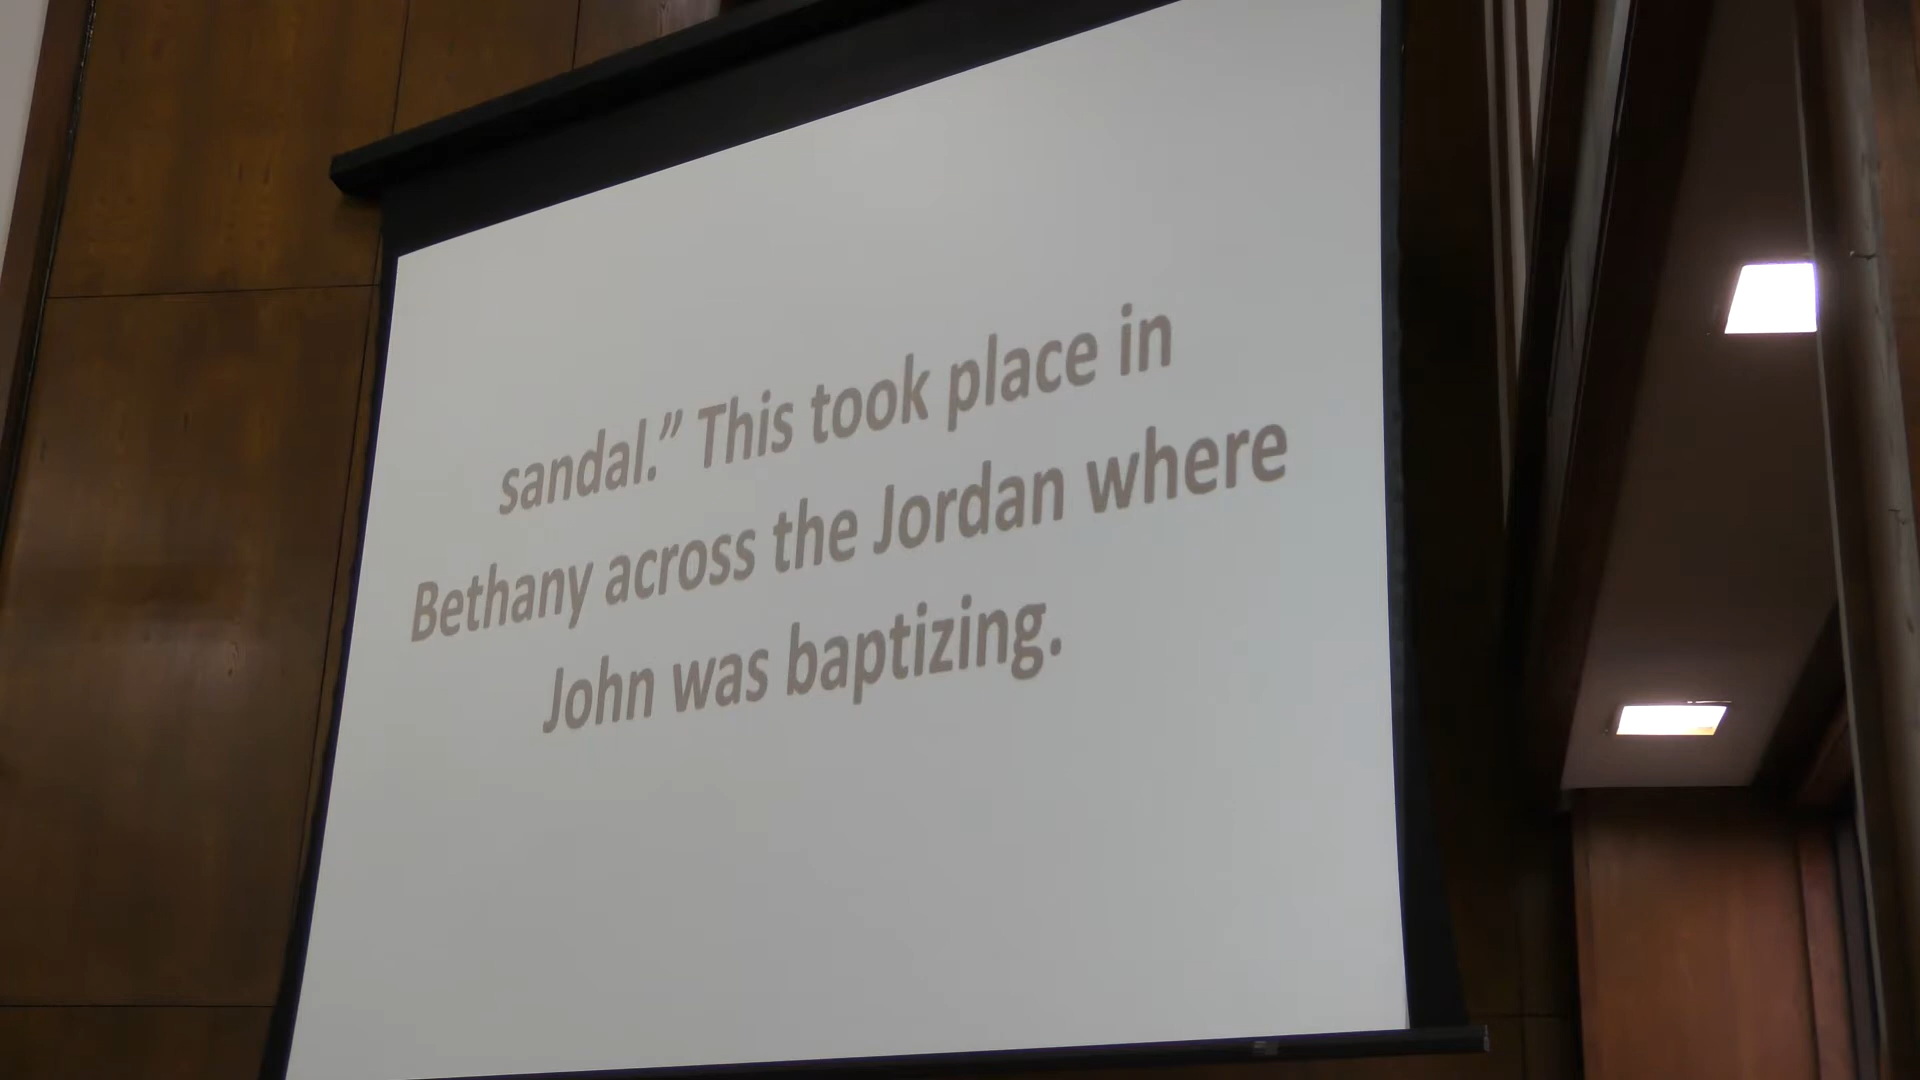 sandal.” This took place in
Bethany across the Jordan where
John was baptizing.